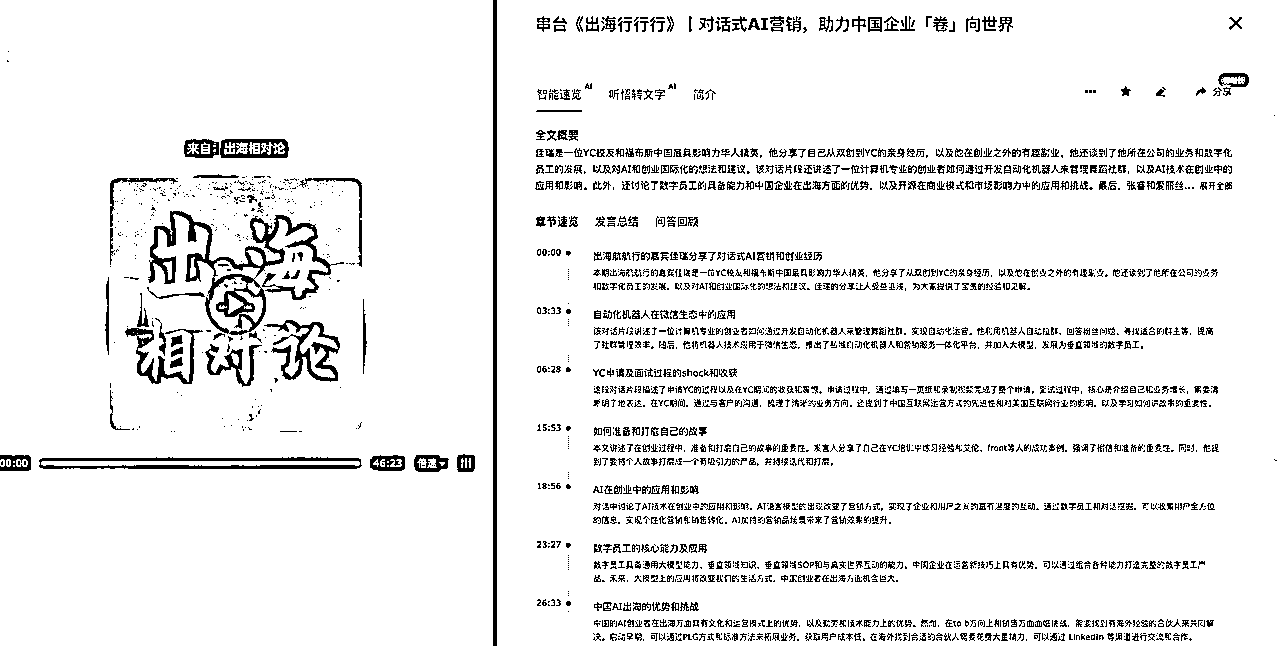 来自：出海相对论
出海
相对论
00:00
46:23
倍速
串台《出海行行行》丨对话式AI营销，助力中国企业「卷」向世界
智能速览 AI
听悟转文字 AI
简介
分享
全文概要
佳瑞是一位YC校友和福布斯中国最具影响力华人精英，他分享了自己从双创到YC的亲身经历，以及他在创业之外的有趣副业。他还谈到了他所在公司的业务和数字化
员工的发展，以及对AI和创业国际化的想法和建议。该对话片段还讲述了一位计算机专业的创业者如何通过开发自动化机器人来管理舞蹈社群，以及AI技术在创业中的
应用和影响。此外，还讨论了数字员工的具备能力和中国企业在出海方面的优势，以及开源在商业模式和市场影响力中的应用和挑战。最后，张睿和爱丽丝... 展开全部
章节速览
发言总结
问答回顾
00:00
出海航航行的嘉宾佳瑞分享了对话式AI营销和创业经历
本期出海航航行的嘉宾佳瑞是一位YC校友和福布斯中国最具影响力华人精英，他分享了从双创到YC的亲身经历，以及他在创业之外的有趣副业。他还谈到了他所在公司的业务
和数字化员工的发展，以及对AI和创业国际化的想法和建议。佳瑞的分享让人受益匪浅，为大家提供了宝贵的经验和见解。
03:33
自动化机器人在微信生态中的应用
该对话片段讲述了一位计算机专业的创业者如何通过开发自动化机器人来管理舞蹈社群，实现自动化运营。他利用机器人自动拉群、回答粉丝问题、寻找适合的群主等，提高
了社群管理效率。随后，他将机器人技术应用于微信生态，推出了私域自动化机器人和营销服务一体化平台，并加入大模型，发展为垂直领域的数字员工。
06:28
YC申请及面试过程的shock和收获
这段对话片段描述了申请YC的过程以及在YC期间的收获和感想。申请过程中，通过填写一页纸和录制视频完成了整个申请。面试过程中，核心是介绍自己和业务增长，需要清
晰明了地表达。在YC期间，通过与客户的沟通，梳理了清晰的业务方向。还提到了中国互联网运营方式的先进性和对美国互联网行业的影响，以及学习如何讲故事的重要性。
15:53
如何准备和打磨自己的故事
本文讲述了在创业过程中，准备和打磨自己的故事的重要性。发言人分享了自己在YC培训中练习经验和艾伦、front等人的成功案例，强调了相信和准备的重要性。同时，他提
到了要将个人故事打磨成一个有吸引力的产品，并持续迭代和打磨。
18:56
AI在创业中的应用和影响
对话中讨论了AI技术在创业中的应用和影响。AI语言模型的出现改变了营销方式，实现了企业和用户之间的富有温度的互动。通过数字员工和对话挖掘，可以收集用户全方位
的信息，实现个性化营销和销售转化。AI加持的营销品场景带来了营销效果的提升。
23:27
数字员工的核心能力及应用
数字员工具备通用大模型能力、垂直领域知识、垂直领域SOP和与真实世界互动的能力。中国企业在运营新技巧上具有优势，可以通过组合各种能力打造完整的数字员工产
品。未来，大模型上的应用将改变我们的生活方式，中国创业者在出海方面机会巨大。
26:33
中国AI出海的优势和挑战
中国的AI创业者在出海方面具有文化和运营模式上的优势，以及勤劳和技术能力上的优势。然而，在to b方向上和销售方面面临挑战，需要找到有海外经验的合伙人来共同解
决。启动早期，可以通过PLG方式和标准方法来拓展业务，获取用户成本低。在海外找到合适的合伙人需要花费大量精力，可以通过 Linkedin 等渠道进行交流和合作。